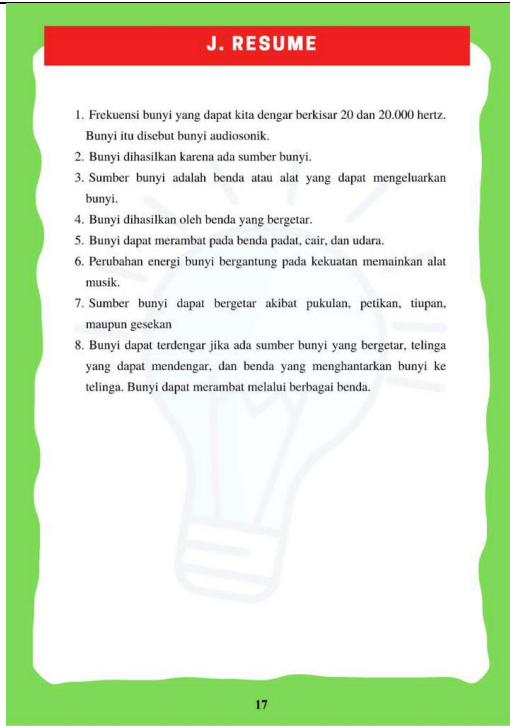 J. RESUME
1. Frekuensi bunyi yang dapat kita dengar berkisar 20 dan 20.000 hertz.
Bunyi itu disebut bunyi audiosonik.
2. Bunyi dihasilkan karena ada sumber bunyi.
3. Sumber bunyi adalah benda atau alat yang dapat mengeluarkan
bunyi.
4. Bunyi dihasilkan oleh benda yang bergetar.
5. Bunyi dapat merambat pada benda padat, cair, dan udara.
6. Perubahan energi bunyi bergantung pada kekuatan memainkan alat
musik.
7. Sumber bunyi dapat bergetar akibat pukulan, petikan, tiupan,
maupun gesekan
8. Bunyi dapat terdengar jika ada sumber bunyi yang bergetar, telinga
yang dapat mendengar, dan benda yang menghantarkan bunyi ke
telinga. Bunyi dapat merambat melalui berbagai benda.
17